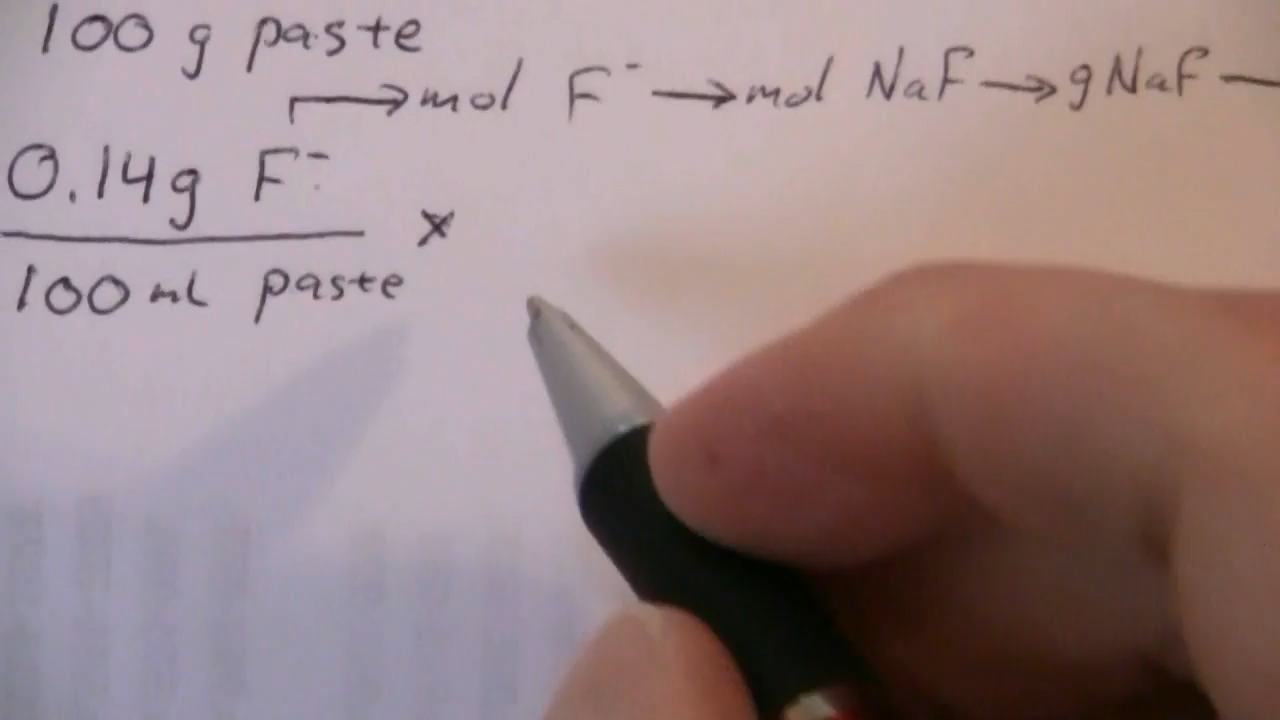 100 g paste
→ mol F⁻ → mol NaF → g NaF —
0.14g F⁻
×
100 mL paste